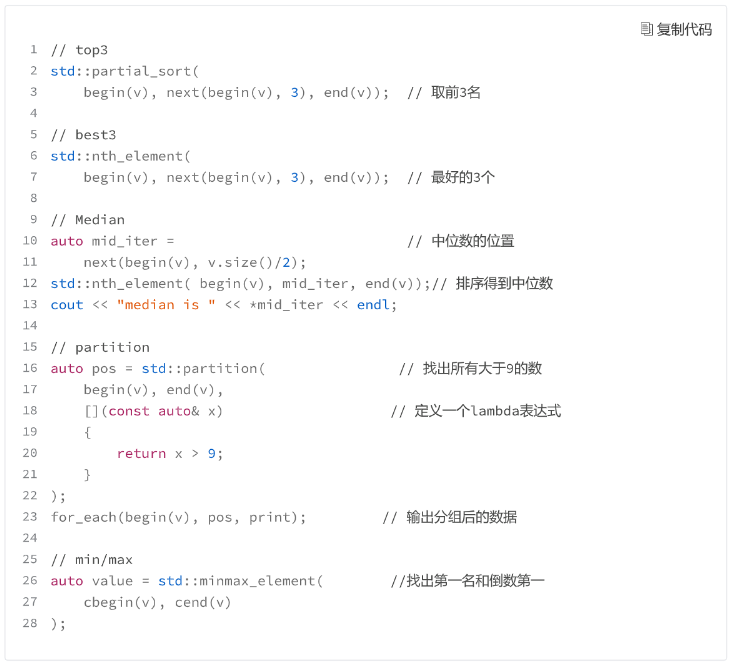 复制代码
1 // top3
2 std::partial_sort(
3     begin(v), next(begin(v), 3), end(v));  // 取前3名
4
5 // best3
6 std::nth_element(
7     begin(v), next(begin(v), 3), end(v));  // 最好的3个
8
9 // Median
10 auto mid_iter =                            // 中位数的位置
11     next(begin(v), v.size()/2);
12 std::nth_element( begin(v), mid_iter, end(v));// 排序得到中位数
13 cout << "median is " << *mid_iter << endl;
14
15 // partition
16 auto pos = std::partition(                // 找出所有大于9的数
17     begin(v), end(v),
18     [](const auto& x)                    // 定义一个lambda表达式
19     {
20         return x > 9;
21     }
22 );
23 for_each(begin(v), pos, print);         // 输出分组后的数据
24
25 // min/max
26 auto value = std::minmax_element(        //找出第一名和倒数第一
27     cbegin(v), cend(v)
28 );